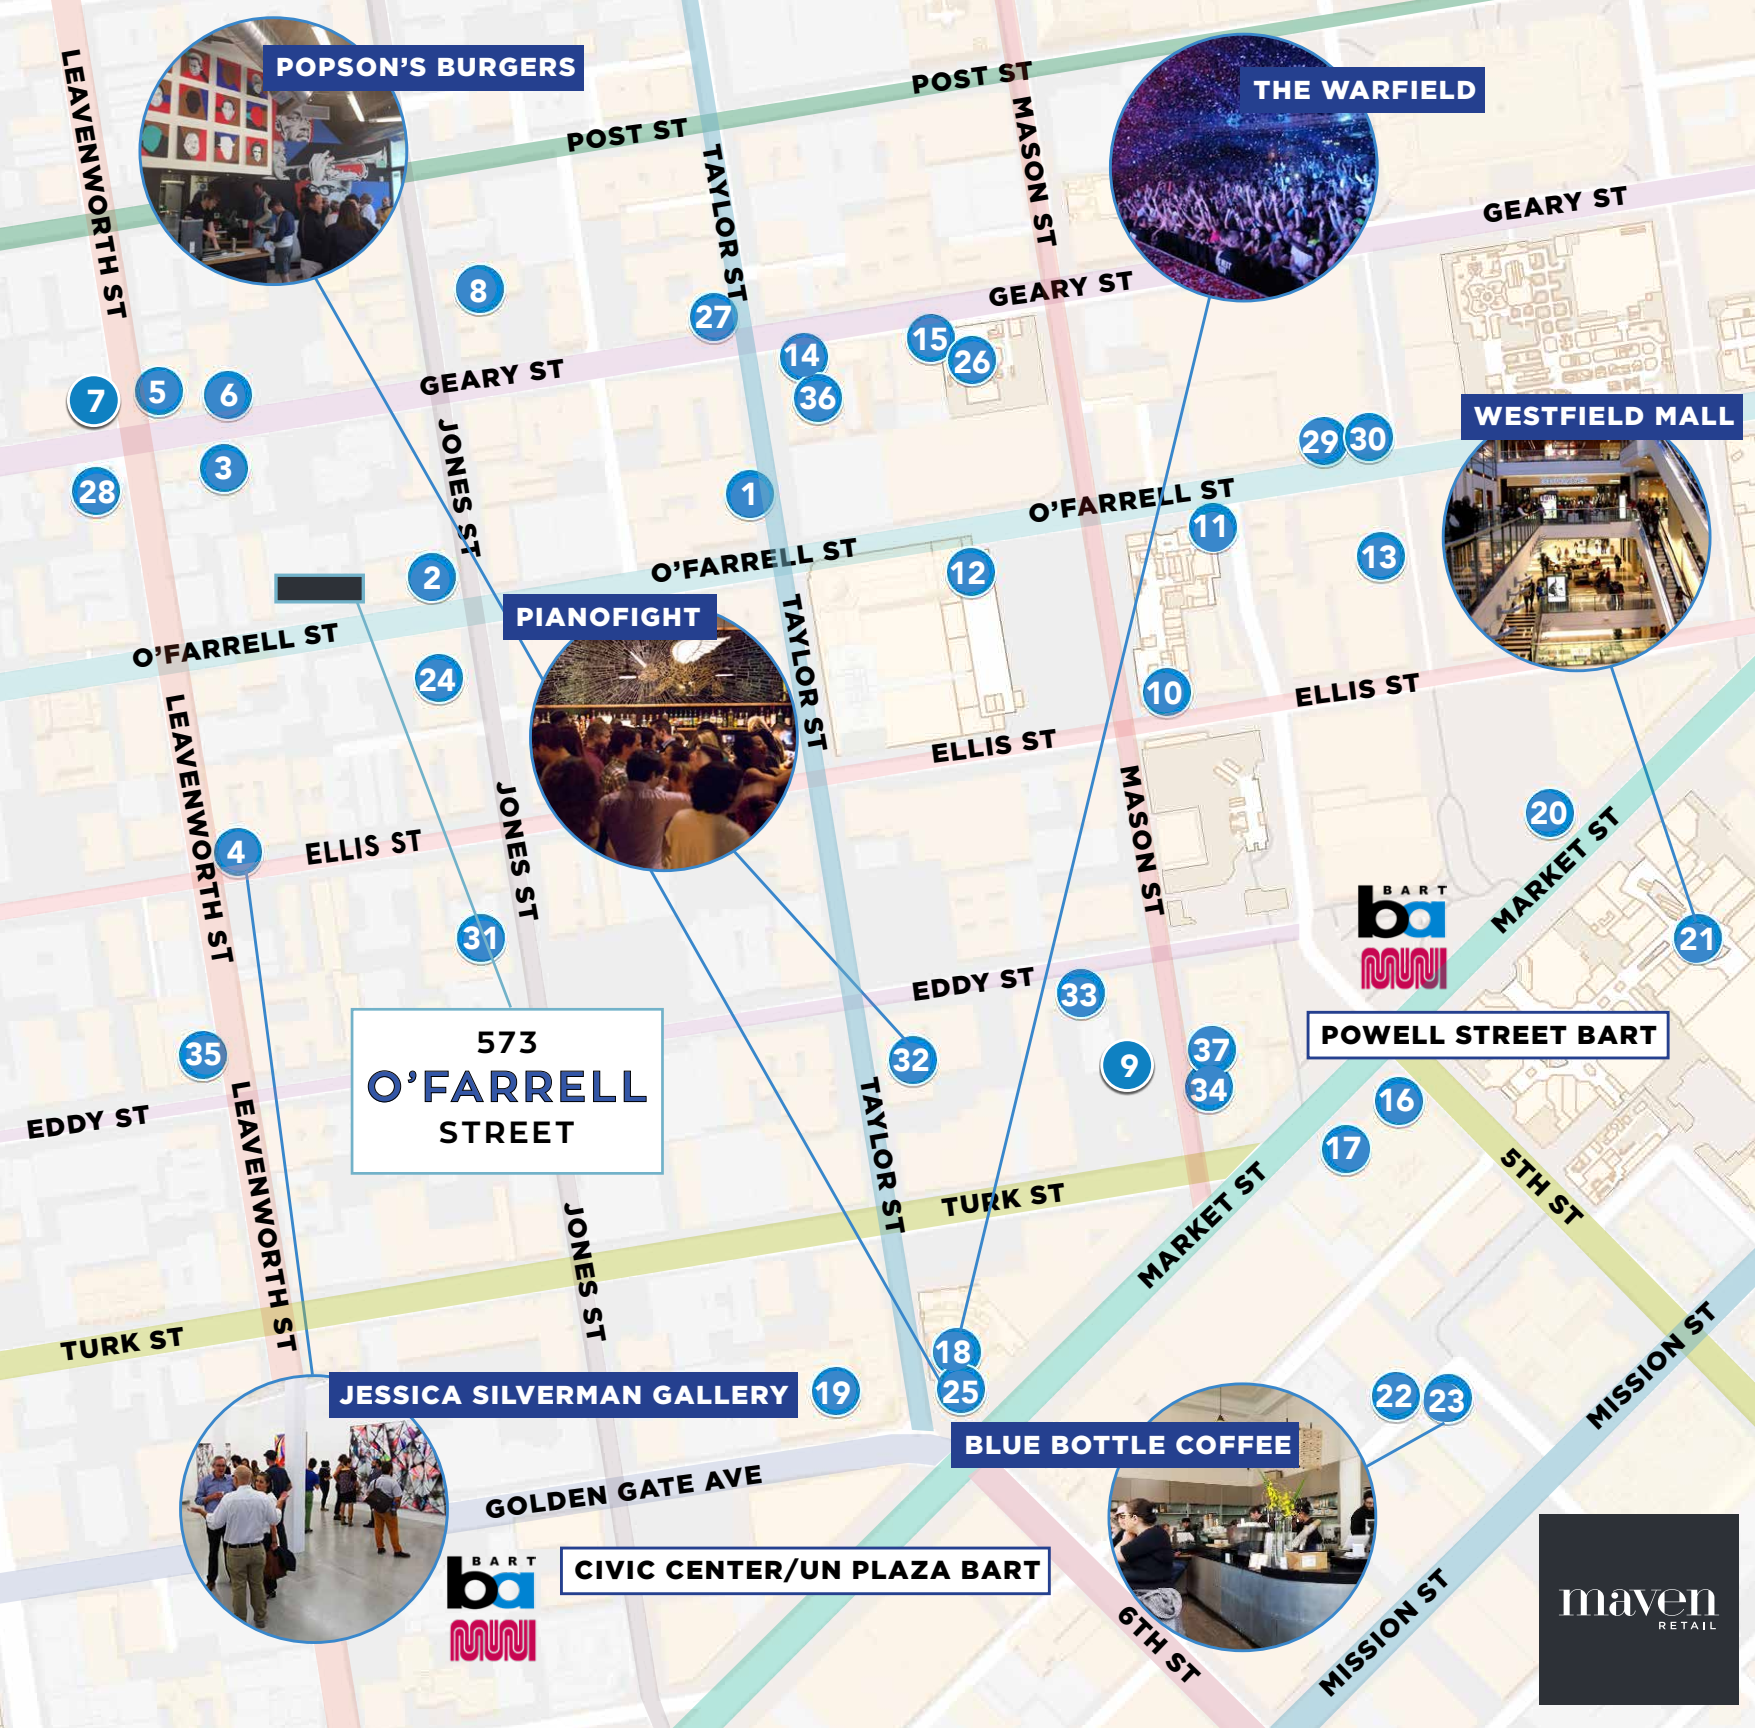 POPSON'S BURGERS
THE WARFIELD
POST ST
POST ST
LEAVENWORTH ST
TAYLOR ST
MASON ST
GEARY ST
GEARY ST
8
27
14
15
26
36
7
5
6
GEARY ST
JONES ST
WESTFIELD MALL
29
30
28
3
1
O'FARRELL ST
11
2
O'FARRELL ST
12
13
PIANOFIGHT
O'FARRELL ST
24
TAYLOR ST
10
ELLIS ST
LEAVENWORTH ST
ELLIS ST
JONES ST
MASON ST
4
ELLIS ST
20
MARKET ST
BART
ba
MUNI
31
21
EDDY ST
33
573
O'FARRELL
STREET
35
32
9
37
34
POWELL STREET BART
16
17
EDDY ST
LEAVENWORTH ST
TAYLOR ST
5TH ST
TURK ST
MARKET ST
JONES ST
TURK ST
18
25
JESSICA SILVERMAN GALLERY
19
22
23
MISSION ST
BLUE BOTTLE COFFEE
GOLDEN GATE AVE
BART
ba
MUNI
CIVIC CENTER/UN PLAZA BART
6TH ST
MISSION ST
maven
RETAIL